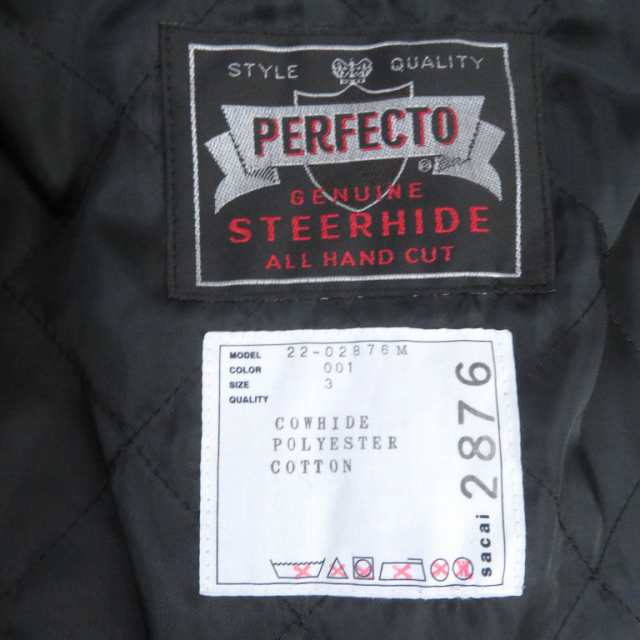 STYLE QUALITY
PERFECTO
®
GENUINE
STEERHIDE
ALL HAND CUT
MODEL 22-02876M
COLOR 001
SIZE 3
QUALITY
COWHIDE
POLYESTER
COTTON
sacai 2876